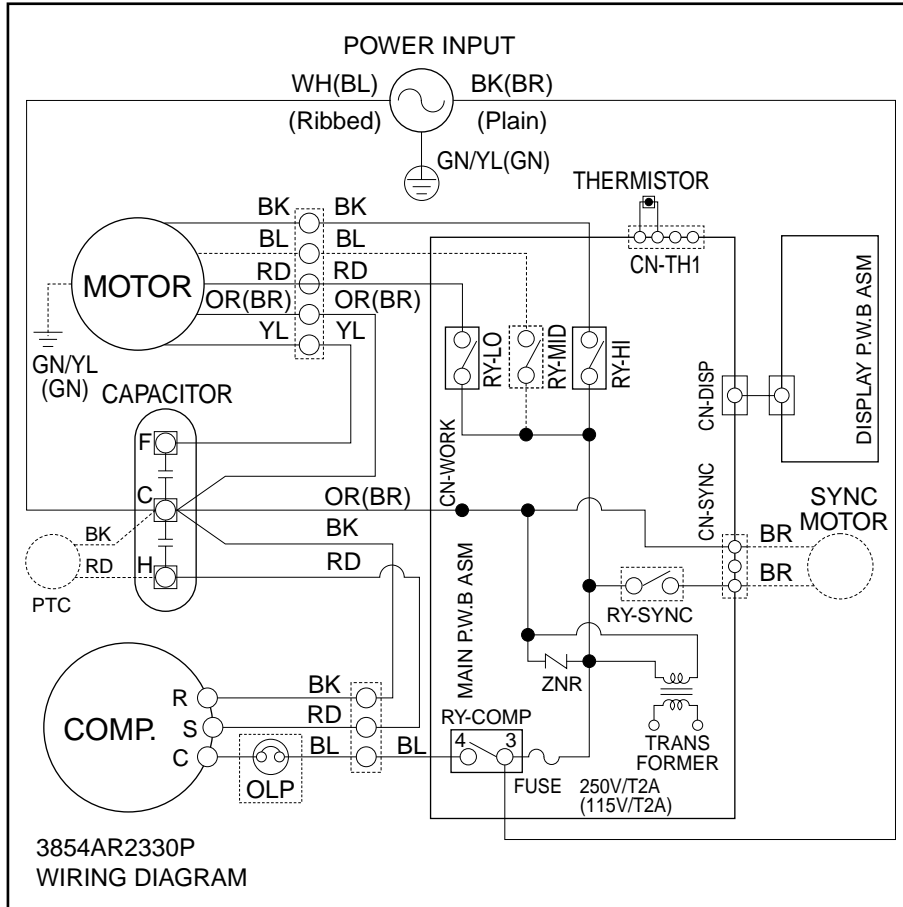 POWER INPUT
WH(BL)
BK(BR)
(Ribbed)
(Plain)
GN/YL(GN)
THERMISTOR
CN-TH1
BK
BK
BL
BL
RD
RD
OR(BR)
OR(BR)
YL
YL
MOTOR
GN/YL
(GN)
RY-LO
RY-MID
RY-HI
CN-DISP
DISPLAY P.W.B ASM
CAPACITOR
F
C
H
CN-WORK
OR(BR)
BK
RD
BK
RD
PTC
CN-SYNC
SYNC
MOTOR
BR
BR
RY-SYNC
MAIN P.W.B ASM
ZNR
TRANS
FORMER
COMP.
R
S
C
BK
RD
BL
BL
OLP
RY-COMP
4
3
FUSE
250V/T2A
(115V/T2A)
3854AR2330P
WIRING DIAGRAM